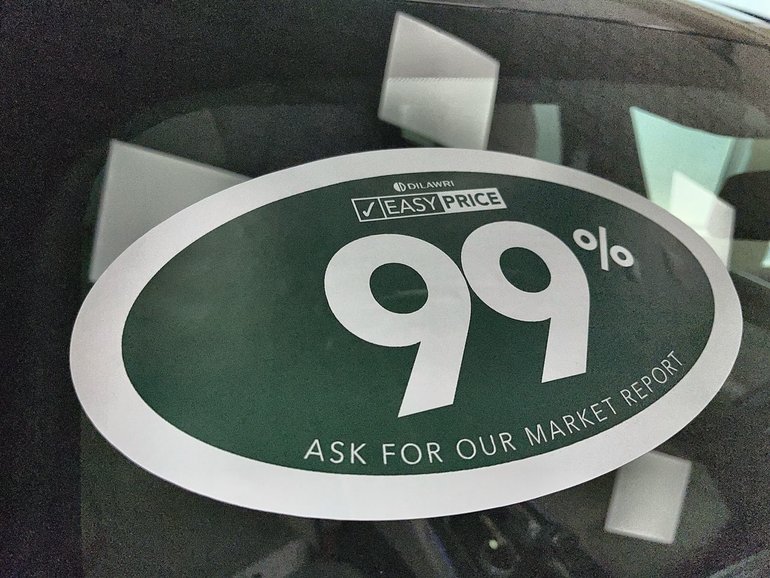 DILAWRI
✓ EASY PRICE
99%
ASK FOR OUR MARKET REPORT